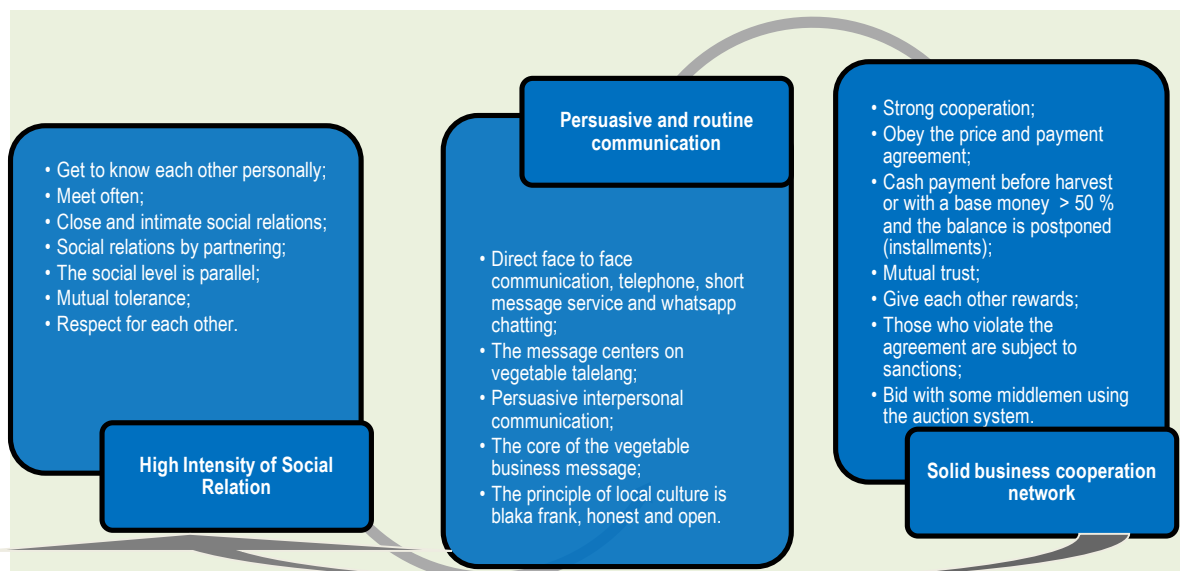 • Get to know each other personally;
• Meet often;
• Close and intimate social relations;
• Social relations by partnering;
• The social level is parallel;
• Mutual tolerance;
• Respect for each other.
High Intensity of Social
Relation
Persuasive and routine
communication
• Direct face to face
communication, telephone, short
message service and whatsapp
chatting;
• The message centers on
vegetable talelang;
• Persuasive interpersonal
communication;
• The core of the vegetable
business message;
• The principle of local culture is
blaka frank, honest and open.
• Strong cooperation;
• Obey the price and payment
agreement;
• Cash payment before harvest
or with a base money > 50 %
and the balance is postponed
(installments);
• Mutual trust;
• Give each other rewards;
• Those who violate the
agreement are subject to
sanctions;
• Bid with some middlemen using
the auction system.
Solid business cooperation
network